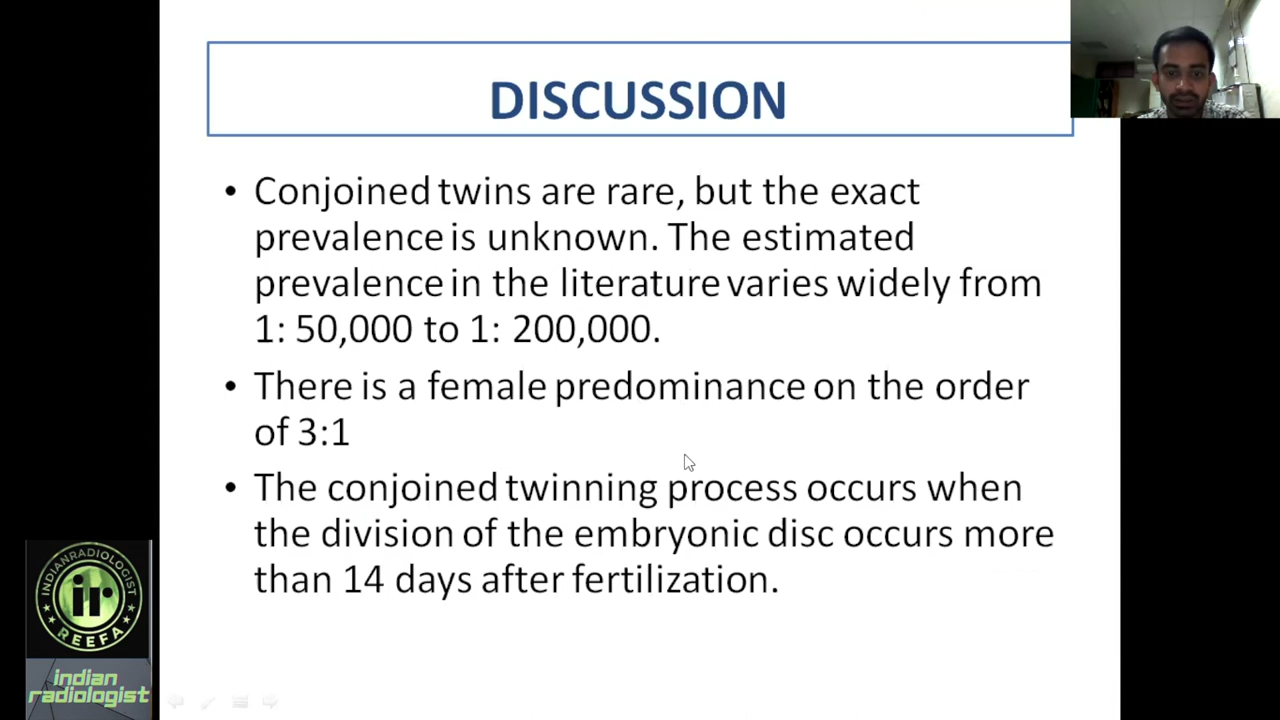 DISCUSSION
• Conjoined twins are rare, but the exact
prevalence is unknown. The estimated
prevalence in the literature varies widely from
1: 50,000 to 1: 200,000.
• There is a female predominance on the order
of 3:1
• The conjoined twinning process occurs when
the division of the embryonic disc occurs more
than 14 days after fertilization.
INDIANRADIOLOGIST
ir
REEFA
indian
radiologist